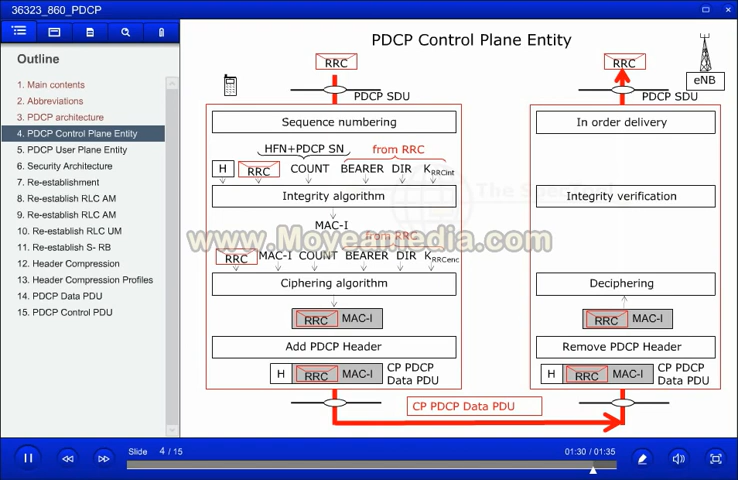 36323_860_PDCP
Outline
1. Main contents
2. Abbreviations
3. PDCP architecture
4. PDCP Control Plane Entity
5. PDCP User Plane Entity
6. Security Architecture
7. Re-establishment
8. Re-establish RLC AM
9. Re-establish RLC AM
10. Re-establish RLC UM
11. Re-establish S- RB
12. Header Compression
13. Header Compression Profiles
14. PDCP Data PDU
15. PDCP Control PDU
PDCP Control Plane Entity
RRC
PDCP SDU
Sequence numbering
HFN+PDCP SN from RRC
H RRC COUNT BEARER DIR KRRCint
Integrity algorithm
MAC-I
from RRC
RRC MAC-I COUNT BEARER DIR KRRCenc
Ciphering algorithm
RRC MAC-I
Add PDCP Header
H RRC MAC-I CP PDCP
Data PDU
RRC
eNB
PDCP SDU
In order delivery
Integrity verification
Deciphering
RRC MAC-I
Remove PDCP Header
H RRC MAC-I CP PDCP
Data PDU
CP PDCP Data PDU
www.Moyeamedia.com
Slide 4 / 15
01:30 / 01:35